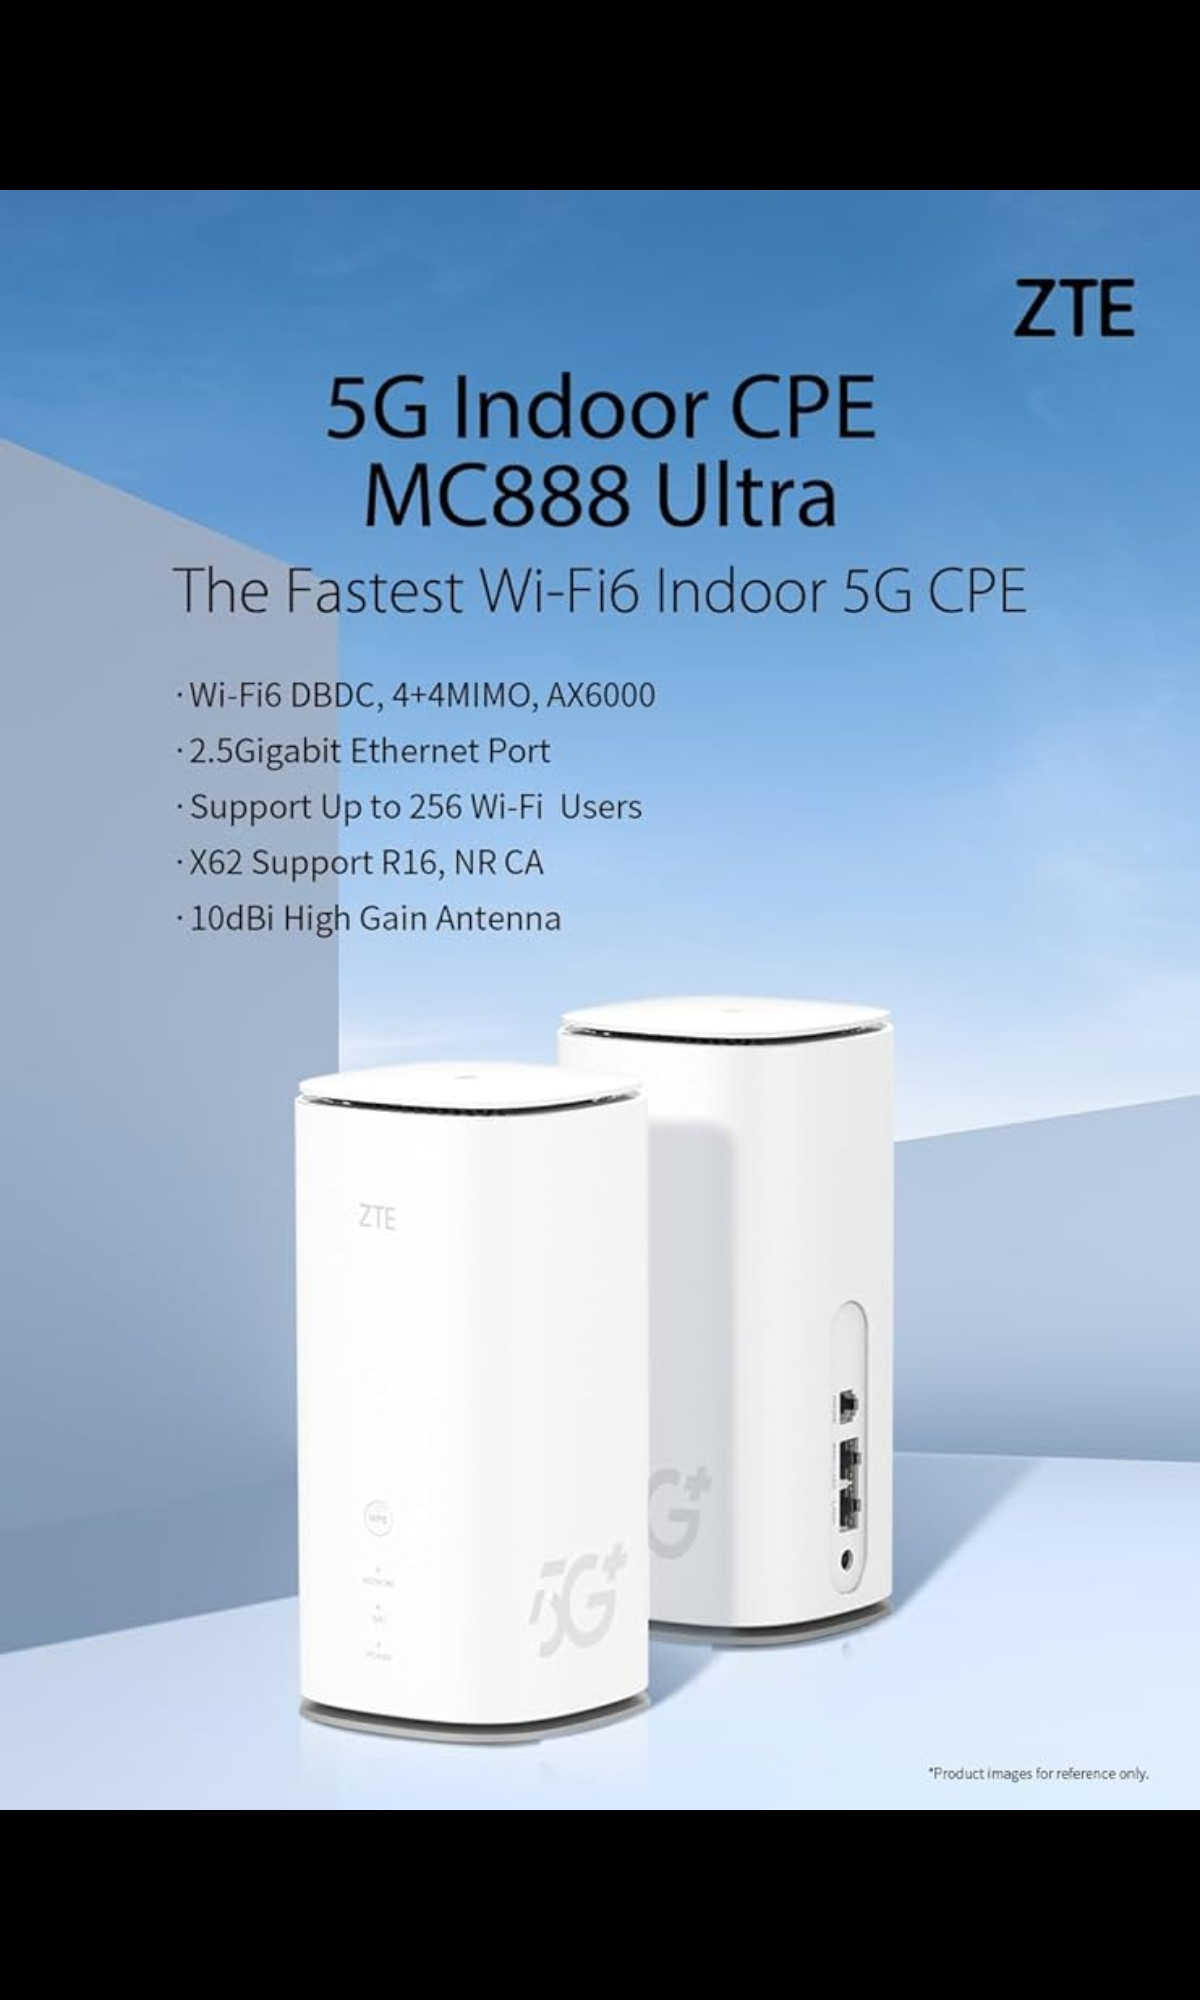 ZTE
5G Indoor CPE
MC888 Ultra
The Fastest Wi-Fi6 Indoor 5G CPE
·Wi-Fi6 DBDC, 4+4MIMO, AX6000
·2.5Gigabit Ethernet Port
·Support Up to 256 Wi-Fi Users
·X62 Support R16, NR CA
·10dBi High Gain Antenna
ZTE
WPS
5G+
G+
*Product images for reference only.